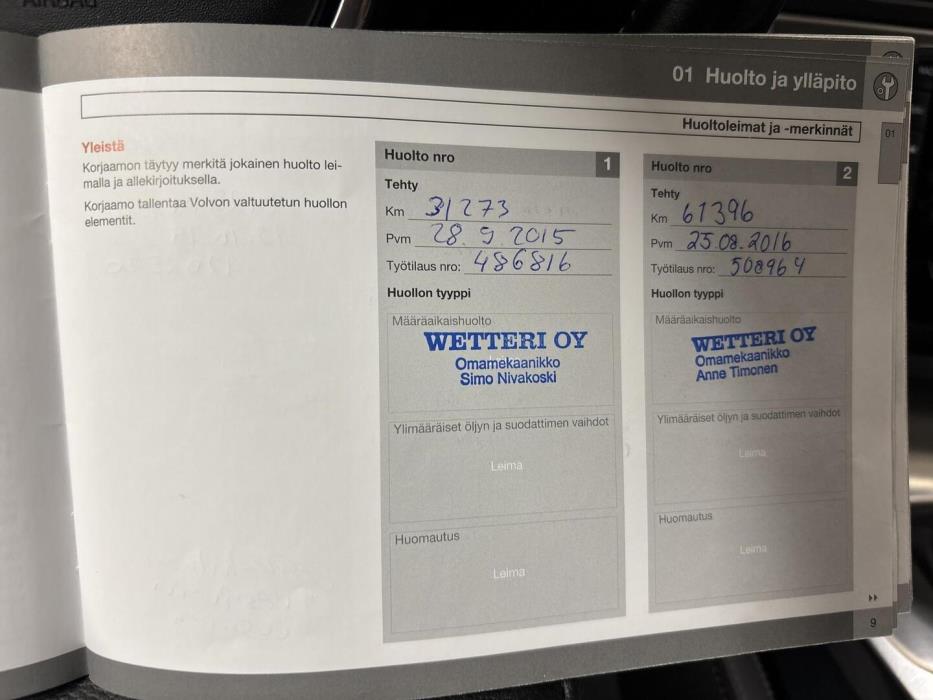 AIRBAG
01 Huolto ja ylläpito
Huoltoleimat ja -merkinnät
01
Yleistä
Korjaamon täytyy merkitä jokainen huolto lei-
malla ja allekirjoituksella.
Korjaamo tallentaa Volvon valtuutetun huollon
elementit.
Huolto nro 1
Tehty
Km 31273
Pvm 28.9.2015
Työtilaus nro: 486816
Huollon tyyppi
Määräaikaishuolto
WETTERI OY
Omamekaanikko
Simo Nivakoski
Leima
Ylimääräiset öljyn ja suodattimen vaihdot
Leima
Huomautus
Leima
Huolto nro 2
Tehty
Km 61396
Pvm 25.08.2016
Työtilaus nro: 508964
Huollon tyyppi
Määräaikaishuolto
WETTERI OY
Omamekaanikko
Anne Timonen
Ylimääräiset öljyn ja suodattimen vaihdot
Leima
Huomautus
Leima
9